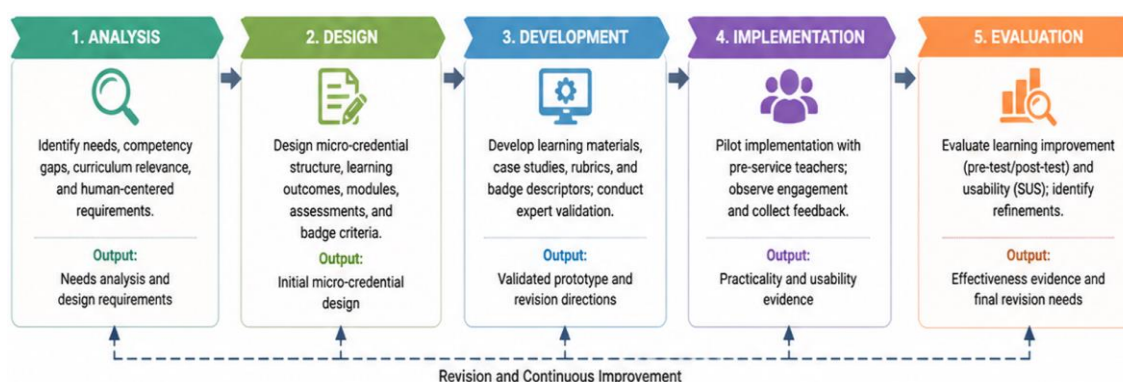 1. ANALYSIS
Identify needs, competency
gaps, curriculum relevance,
and human-centered
requirements.
Output:
Needs analysis and
design requirements
2. DESIGN
Design micro-credential
structure, learning
outcomes, modules,
assessments, and
badge criteria.
Output:
Initial micro-credential
design
3. DEVELOPMENT
Develop learning materials,
case studies, rubrics, and
badge descriptors; conduct
expert validation.
Output:
Validated prototype and
revision directions
4. IMPLEMENTATION
Pilot implementation with
pre-service teachers;
observe engagement
and collect feedback.
Output:
Practicality and usability
evidence
5. EVALUATION
Evaluate learning improvement
(pre-test/post-test) and
usability (SUS); identify
refinements.
Output:
Effectiveness evidence and
final revision needs
Revision and Continuous Improvement